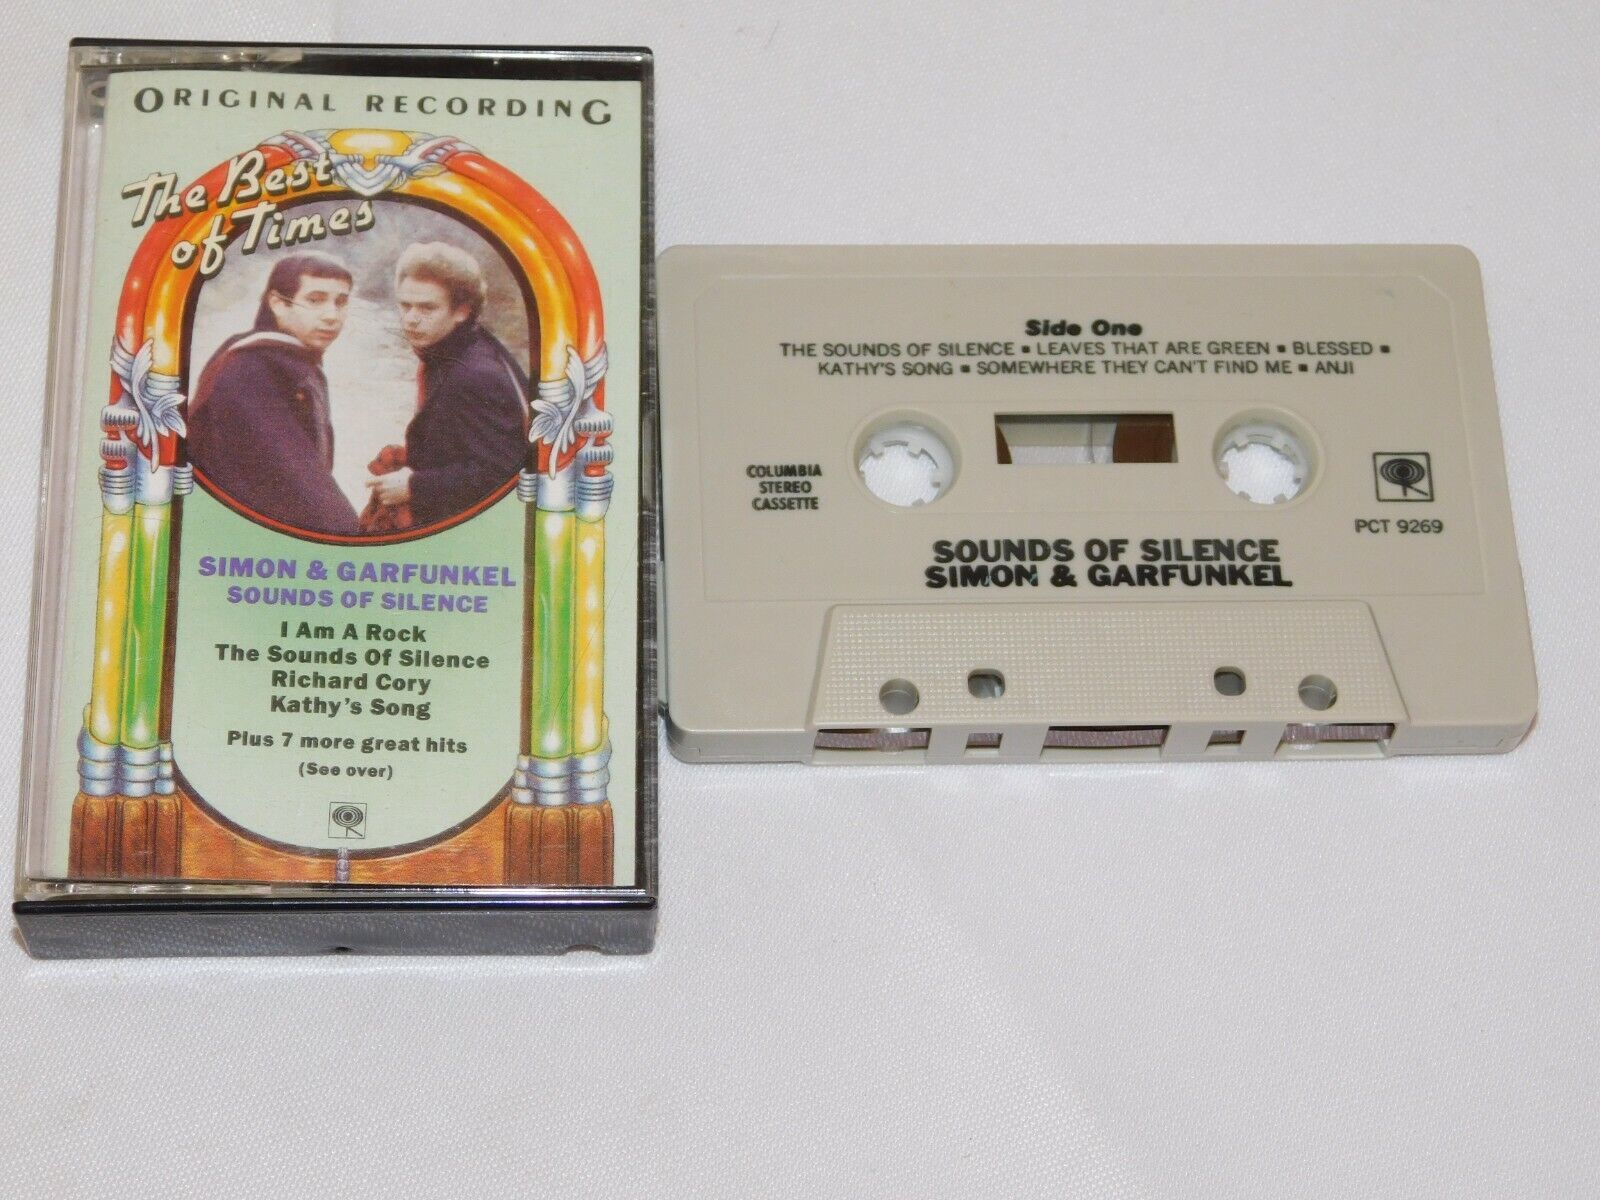 ORIGINAL RECORDING
The Best
of Times
SIMON & GARFUNKEL
SOUNDS OF SILENCE
I Am A Rock
The Sounds Of Silence
Richard Cory
Kathy's Song
Plus 7 more great hits
(See over)
Side One
THE SOUNDS OF SILENCE ▪ LEAVES THAT ARE GREEN ▪ BLESSED ▪
KATHY'S SONG ▪ SOMEWHERE THEY CAN'T FIND ME ▪ ANJI
COLUMBIA
STEREO
CASSETTE
PCT 9269
SOUNDS OF SILENCE
SIMON & GARFUNKEL